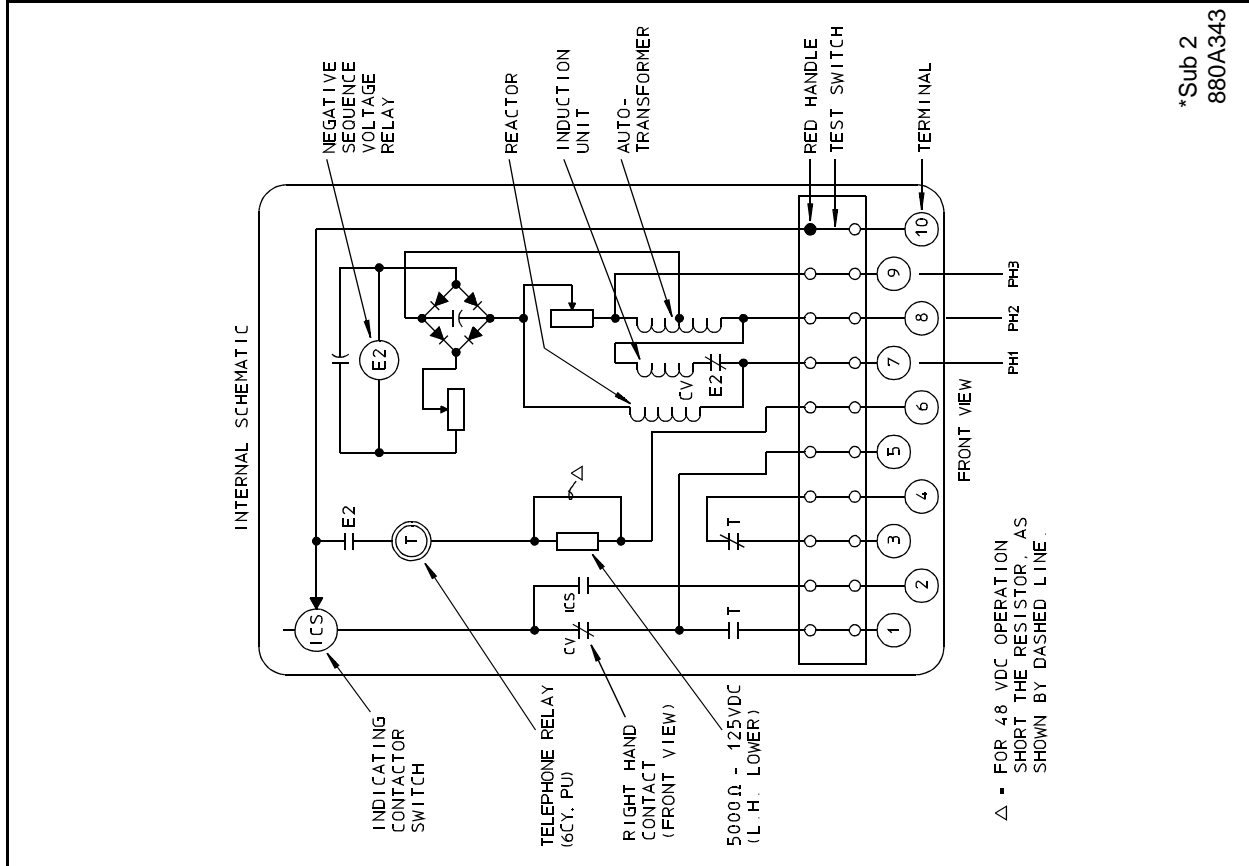 INTERNAL SCHEMATIC
INDICATING
CONTACTOR
SWITCH
TELEPHONE RELAY
(6CY, PU)
RIGHT HAND
CONTACT
(FRONT VIEW)
5000Ω - 125VDC
(L.H. LOWER)
NEGATIVE
SEQUENCE
VOLTAGE
RELAY
REACTOR
INDUCTION
UNIT
AUTO-
TRANSFORMER
RED HANDLE
TEST SWITCH
TERMINAL
ICS
E2
T
E2
Δ
CV
ICS
T
T
CV
E2
1
2
3
4
5
6
7
8
9
10
PH1
PH2
PH3
FRONT VIEW
Δ - FOR 48 VDC OPERATION
SHORT THE RESISTOR, AS
SHOWN BY DASHED LINE.
*Sub 2
880A343